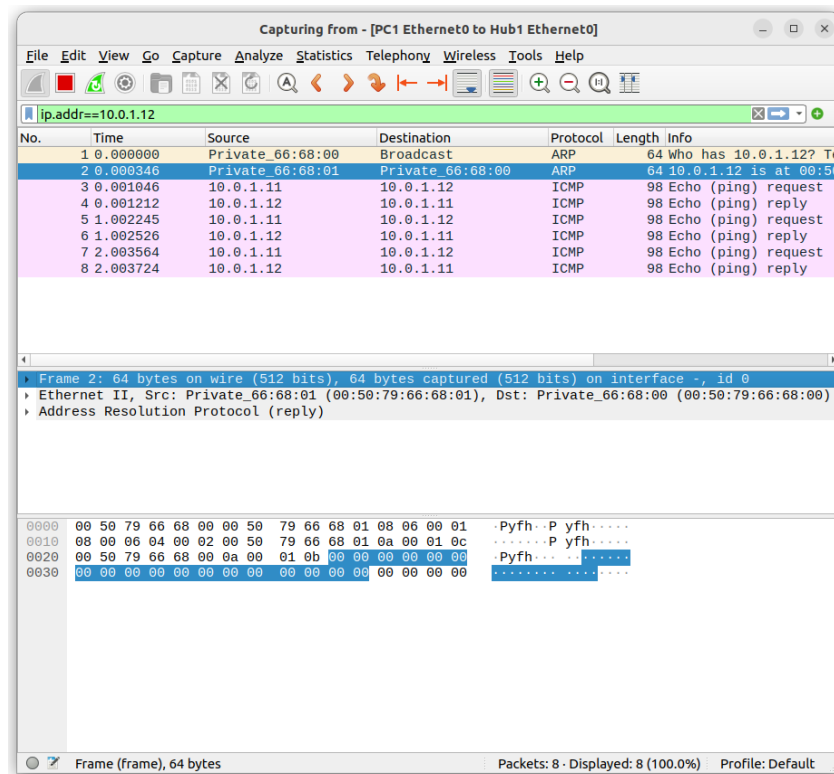 Capturing from - [PC1 Ethernet0 to Hub1 Ethernet0]
File Edit View Go Capture Analyze Statistics Telephony Wireless Tools Help
ip.addr==10.0.1.12
No. Time Source Destination Protocol Length Info
1 0.000000 Private_66:68:00 Broadcast ARP 64 Who has 10.0.1.12? Te
2 0.000346 Private_66:68:01 Private_66:68:00 ARP 64 10.0.1.12 is at 00:50
3 0.001046 10.0.1.11 10.0.1.12 ICMP 98 Echo (ping) request
4 0.001212 10.0.1.12 10.0.1.11 ICMP 98 Echo (ping) reply
5 1.002245 10.0.1.11 10.0.1.12 ICMP 98 Echo (ping) request
6 1.002526 10.0.1.12 10.0.1.11 ICMP 98 Echo (ping) reply
7 2.003564 10.0.1.11 10.0.1.12 ICMP 98 Echo (ping) request
8 2.003724 10.0.1.12 10.0.1.11 ICMP 98 Echo (ping) reply
Frame 2: 64 bytes on wire (512 bits), 64 bytes captured (512 bits) on interface -, id 0
Ethernet II, Src: Private_66:68:01 (00:50:79:66:68:01), Dst: Private_66:68:00 (00:50:79:66:68:00)
Address Resolution Protocol (reply)
0000 00 50 79 66 68 00 00 50 79 66 68 01 08 06 00 01 ·Pyfh··P yfh·····
0010 08 00 06 04 00 02 00 50 79 66 68 01 0a 00 01 0c ·······P yfh·····
0020 00 50 79 66 68 00 0a 00 01 0b 00 00 00 00 00 00 ·Pyfh··· ········
0030 00 00 00 00 00 00 00 00 00 00 00 00 00 00 00 00 ········ ········
Frame (frame), 64 bytes Packets: 8 · Displayed: 8 (100.0%) Profile: Default